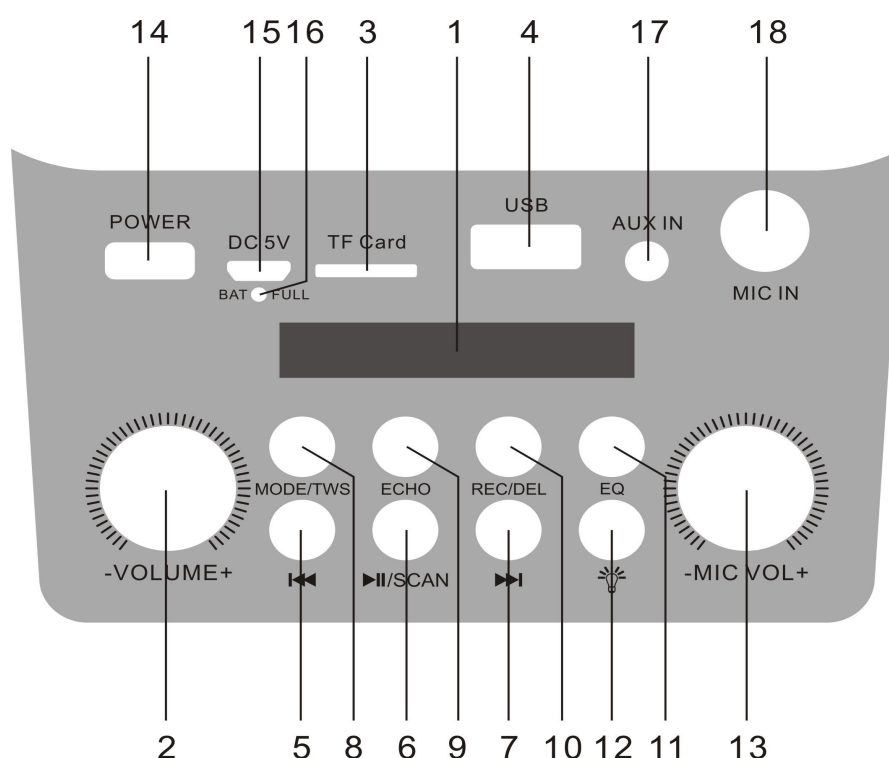 14 15 16 3 1 4 17 18
POWER
DC 5V
TF Card
USB
AUX IN
BAT FULL
MIC IN
MODE/TWS
ECHO
REC/DEL
EQ
-VOLUME+
/SCAN
-MIC VOL+
2 5 8 6 9 7 10 12 11 13